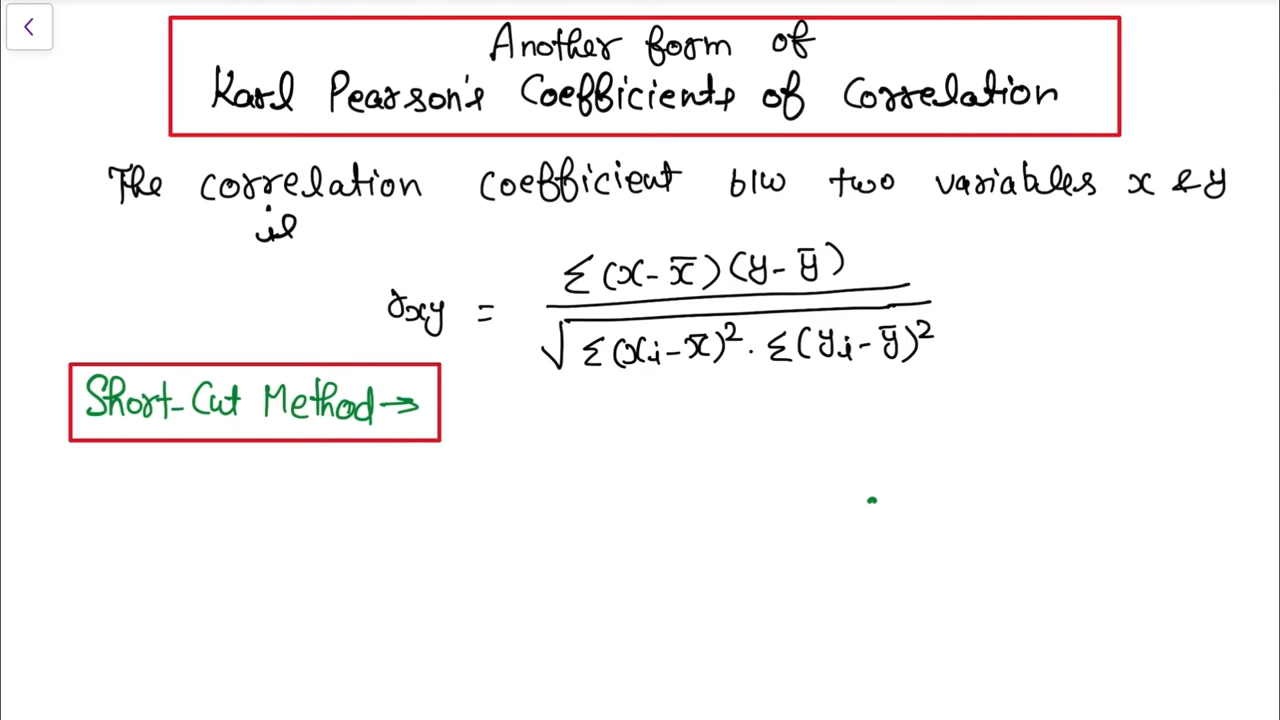 Another form of
Karl Pearson's Coefficients of Correlation
The correlation coefficient b/w two variables x & y
is
rxy = Σ(x-x̄)(y-ȳ) / √Σ(xi-x̄)². Σ(yi-ȳ)²
Short-Cut Method→